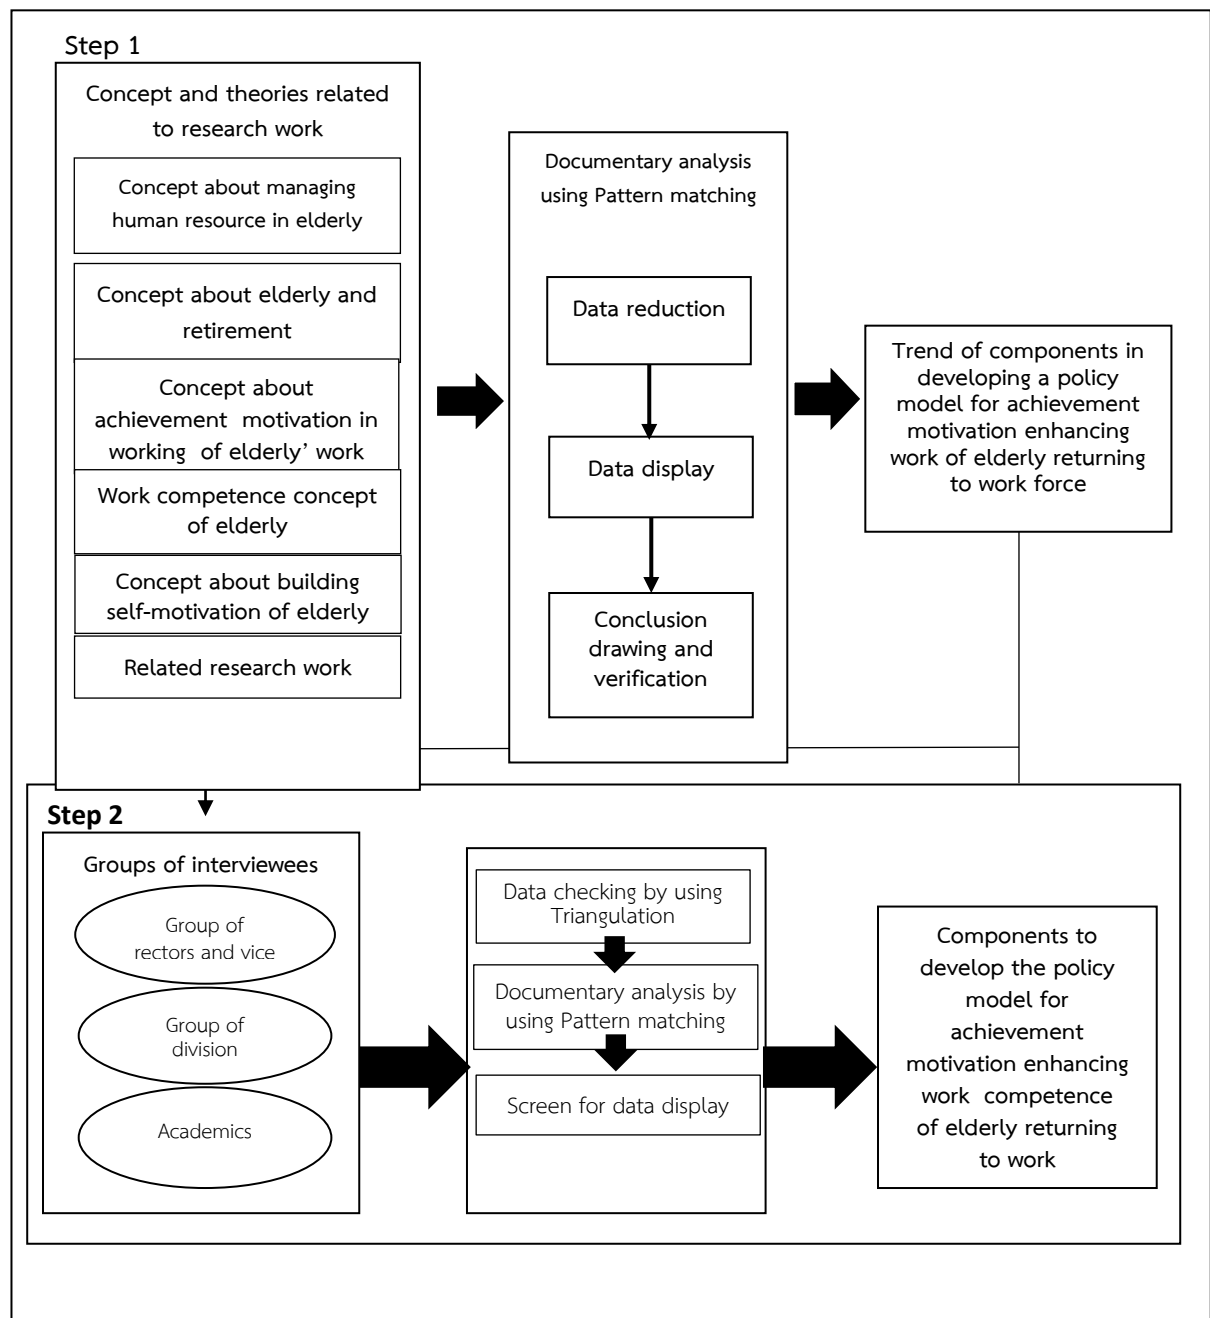 Step 1
Concept and theories related
to research work
Concept about managing
human resource in elderly
Concept about elderly and
retirement
Concept about
achievement motivation in
working of elderly’ work
Work competence concept
of elderly
Concept about building
self-motivation of elderly
Related research work
Documentary analysis
using Pattern matching
Data reduction
Data display
Conclusion
drawing and
verification
Trend of components in
developing a policy
model for achievement
motivation enhancing
work of elderly returning
to work force
Step 2
Groups of interviewees
Group of
rectors and vice
Group of
division
Academics
Data checking by using
Triangulation
Documentary analysis by
using Pattern matching
Screen for data display
Components to
develop the policy
model for
achievement
motivation enhancing
work competence
of elderly returning
to work